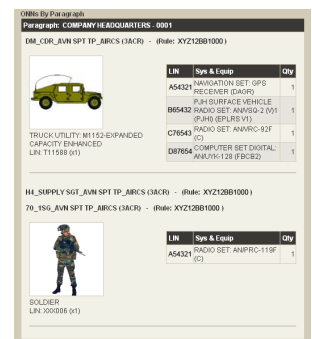 ONNs By Paragraph
Paragraph: COMPANY HEADQUARTERS - 0001
DM_CDR_AVN SPT TP_AIRCS (3ACR) - (Rule: XYZ12BB1000 )
LIN Sys & Equip Qty
A54321 NAVIGATION SET: GPS RECEIVER (DAGR) 1
B65432 PJH SURFACE VEHICLE RADIO SET: AN/VSQ-2 (V)1 (PJHI) (EPLRS V1) 1
C76543 RADIO SET: AN/VRC-92F (C) 1
D87654 COMPUTER SET DIGITAL: AN/UYK-128 (FBCB2) 1
TRUCK UTILITY: M1152-EXPANDED
CAPACITY ENHANCED
LIN: T11588 (x1)
H4_SUPPLY SGT_AVN SPT TP_AIRCS (3ACR) - (Rule: XYZ12BB1000 )
70_1SG_AVN SPT TP_AIRCS (3ACR) - (Rule: XYZ12BB1000 )
LIN Sys & Equip Qty
A54321 RADIO SET: AN/PRC-119F (C) 1
SOLDIER
LIN: XXX006 (x1)